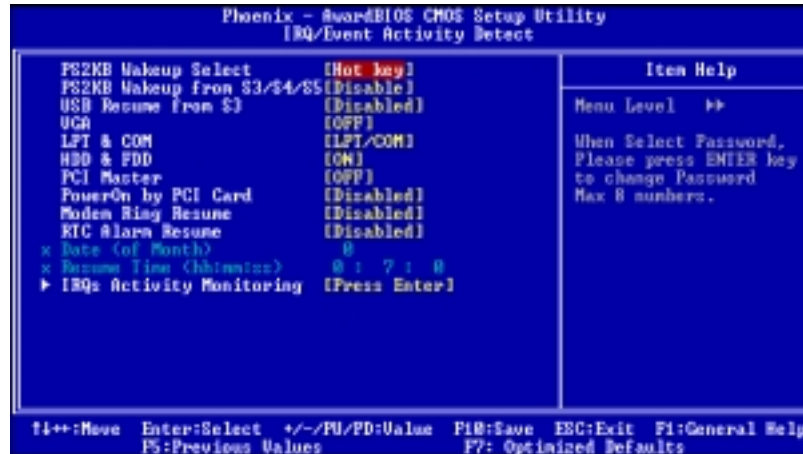 Phoenix - AwardBIOS CMOS Setup Utility
IRQ/Event Activity Detect
PS2KB Wakeup Select [Hot key]
PS2KB Wakeup from S3/S4/S5 [Disable]
USB Resume from S3 [Disabled]
VGA [OFF]
LPT & COM [LPT/COM]
HDD & FDD [ON]
PCI Master [OFF]
PowerOn by PCI Card [Disabled]
Modem Ring Resume [Disabled]
RTC Alarm Resume [Disabled]
x Date (of Month) 0
x Resume Time (hh:mm:ss) 0 : 7 : 0
▶ IRQs Activity Monitoring [Press Enter]
Item Help
Menu Level ▶▶
When Select Password,
Please press ENTER key
to change Password
Max 8 numbers.
↑↓→←:Move Enter:Select +/-/PU/PD:Value F10:Save ESC:Exit F1:General Help
F5:Previous Values F7: Optimized Defaults